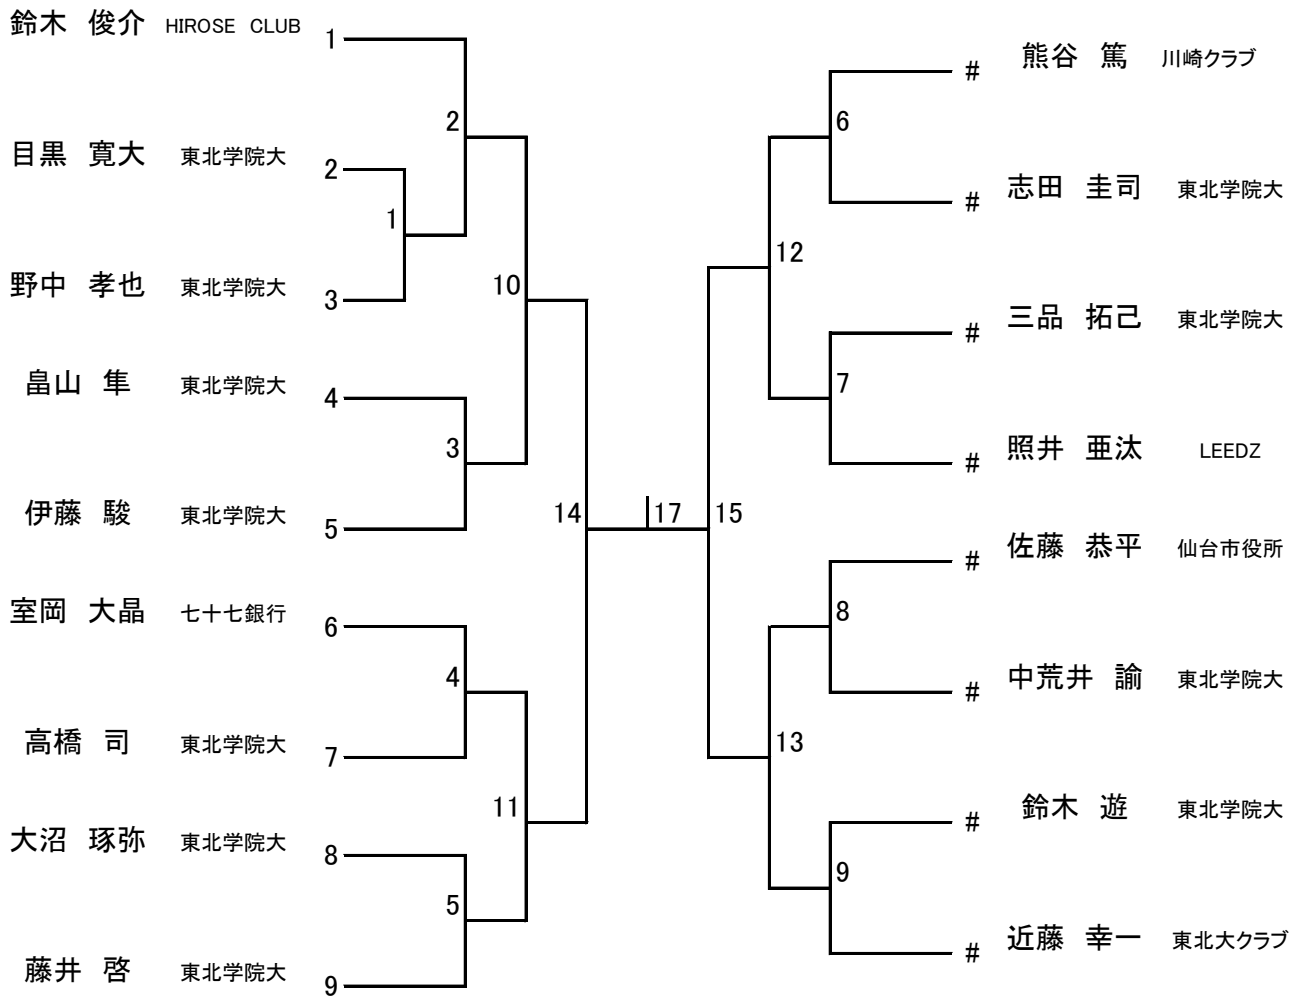 鈴木 俊介 HIROSE CLUB 1
目黒 寛大 東北学院大 2
野中 孝也 東北学院大 3
畠山 隼 東北学院大 4
伊藤 駿 東北学院大 5
室岡 大晶 七十七銀行 6
高橋 司 東北学院大 7
大沼 琢弥 東北学院大 8
藤井 啓 東北学院大 9
1
2
3
4
5
10
11
14
17
15
12
13
6
7
8
9
# 熊谷 篤 川崎クラブ
# 志田 圭司 東北学院大
# 三品 拓己 東北学院大
# 照井 亜汰 LEEDZ
# 佐藤 恭平 仙台市役所
# 中荒井 諭 東北学院大
# 鈴木 遊 東北学院大
# 近藤 幸一 東北大クラブ